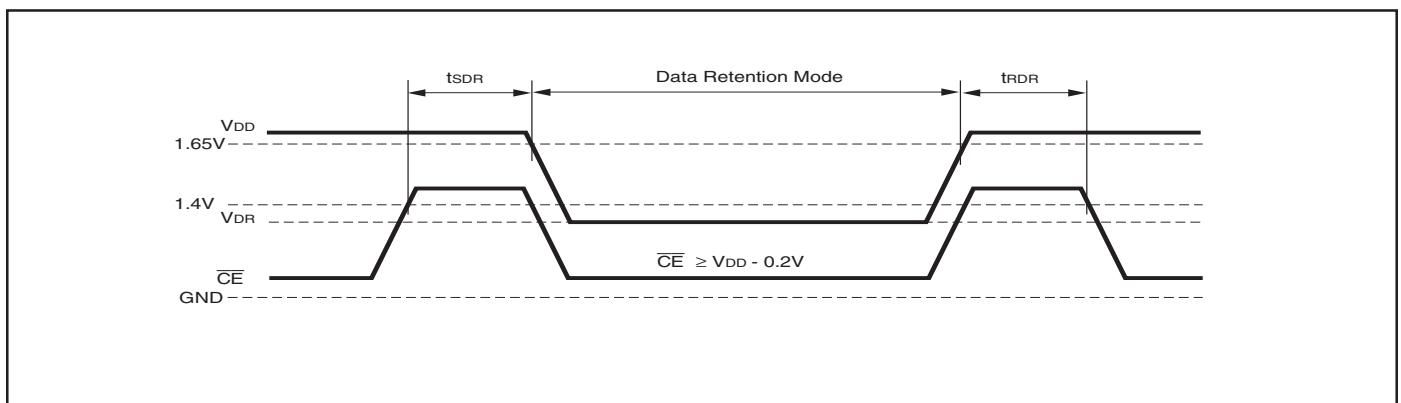 tSDR Data Retention Mode tRDR
VDD
1.65V
1.4V
VDR
CE ≥ VDD - 0.2V
CE
GND